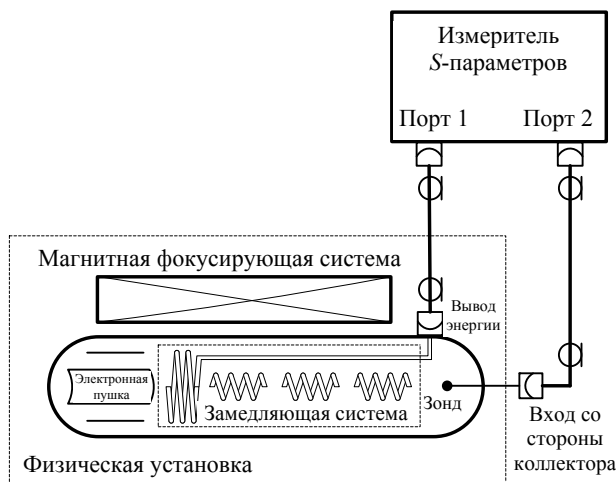 Измеритель
S-параметров
Порт 1
Порт 2
Магнитная фокусирующая система
Вывод
энергии
Электронная
пушка
Замедляющая система
Зонд
Вход со
стороны
коллектора
Физическая установка